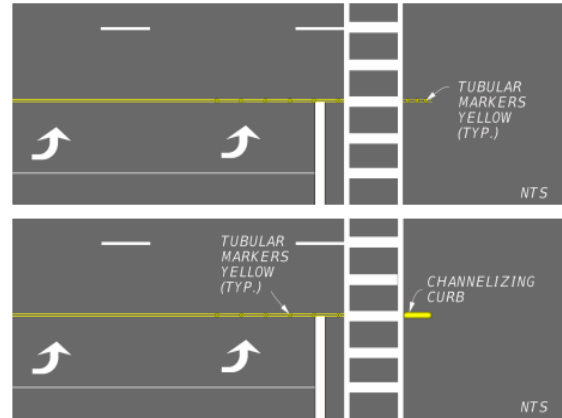 TUBULAR
MARKERS
YELLOW
(TYP.)
NTS
TUBULAR
MARKERS
YELLOW
(TYP.)
CHANNELIZING
CURB
NTS